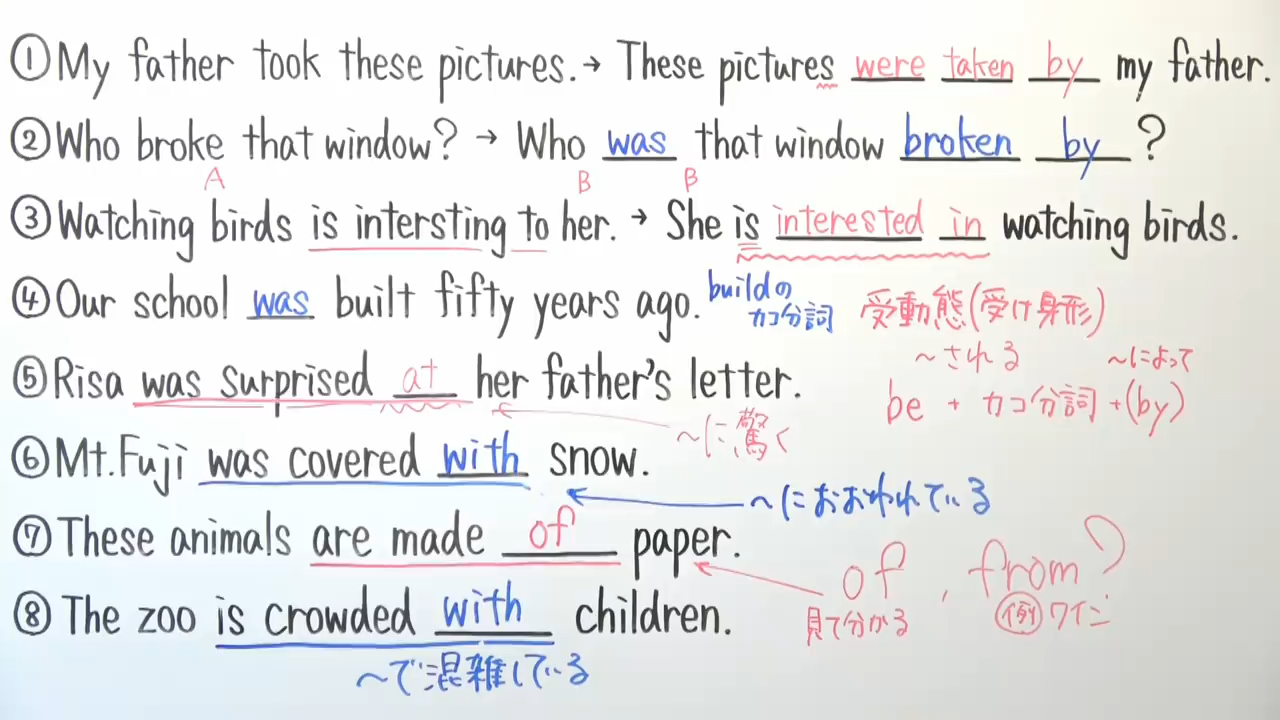 ①My father took these pictures.→ These pictures were taken by my father.
②Who broke that window? → Who was that window broken by ?
A B B
③Watching birds is intersting to her. → She is interested in watching birds.
④Our school was built fifty years ago. buildの
カコ分詞
受動態(受け身形)
～される ～によって
be + カコ分詞 +(by)
⑤Risa was surprised at her father's letter.
～に驚く
⑥Mt.Fuji was covered with snow.
～におおわれている
⑦These animals are made of paper.
of , from
見て分かる 例 ワイン
⑧The zoo is crowded with children.
～で混雑している